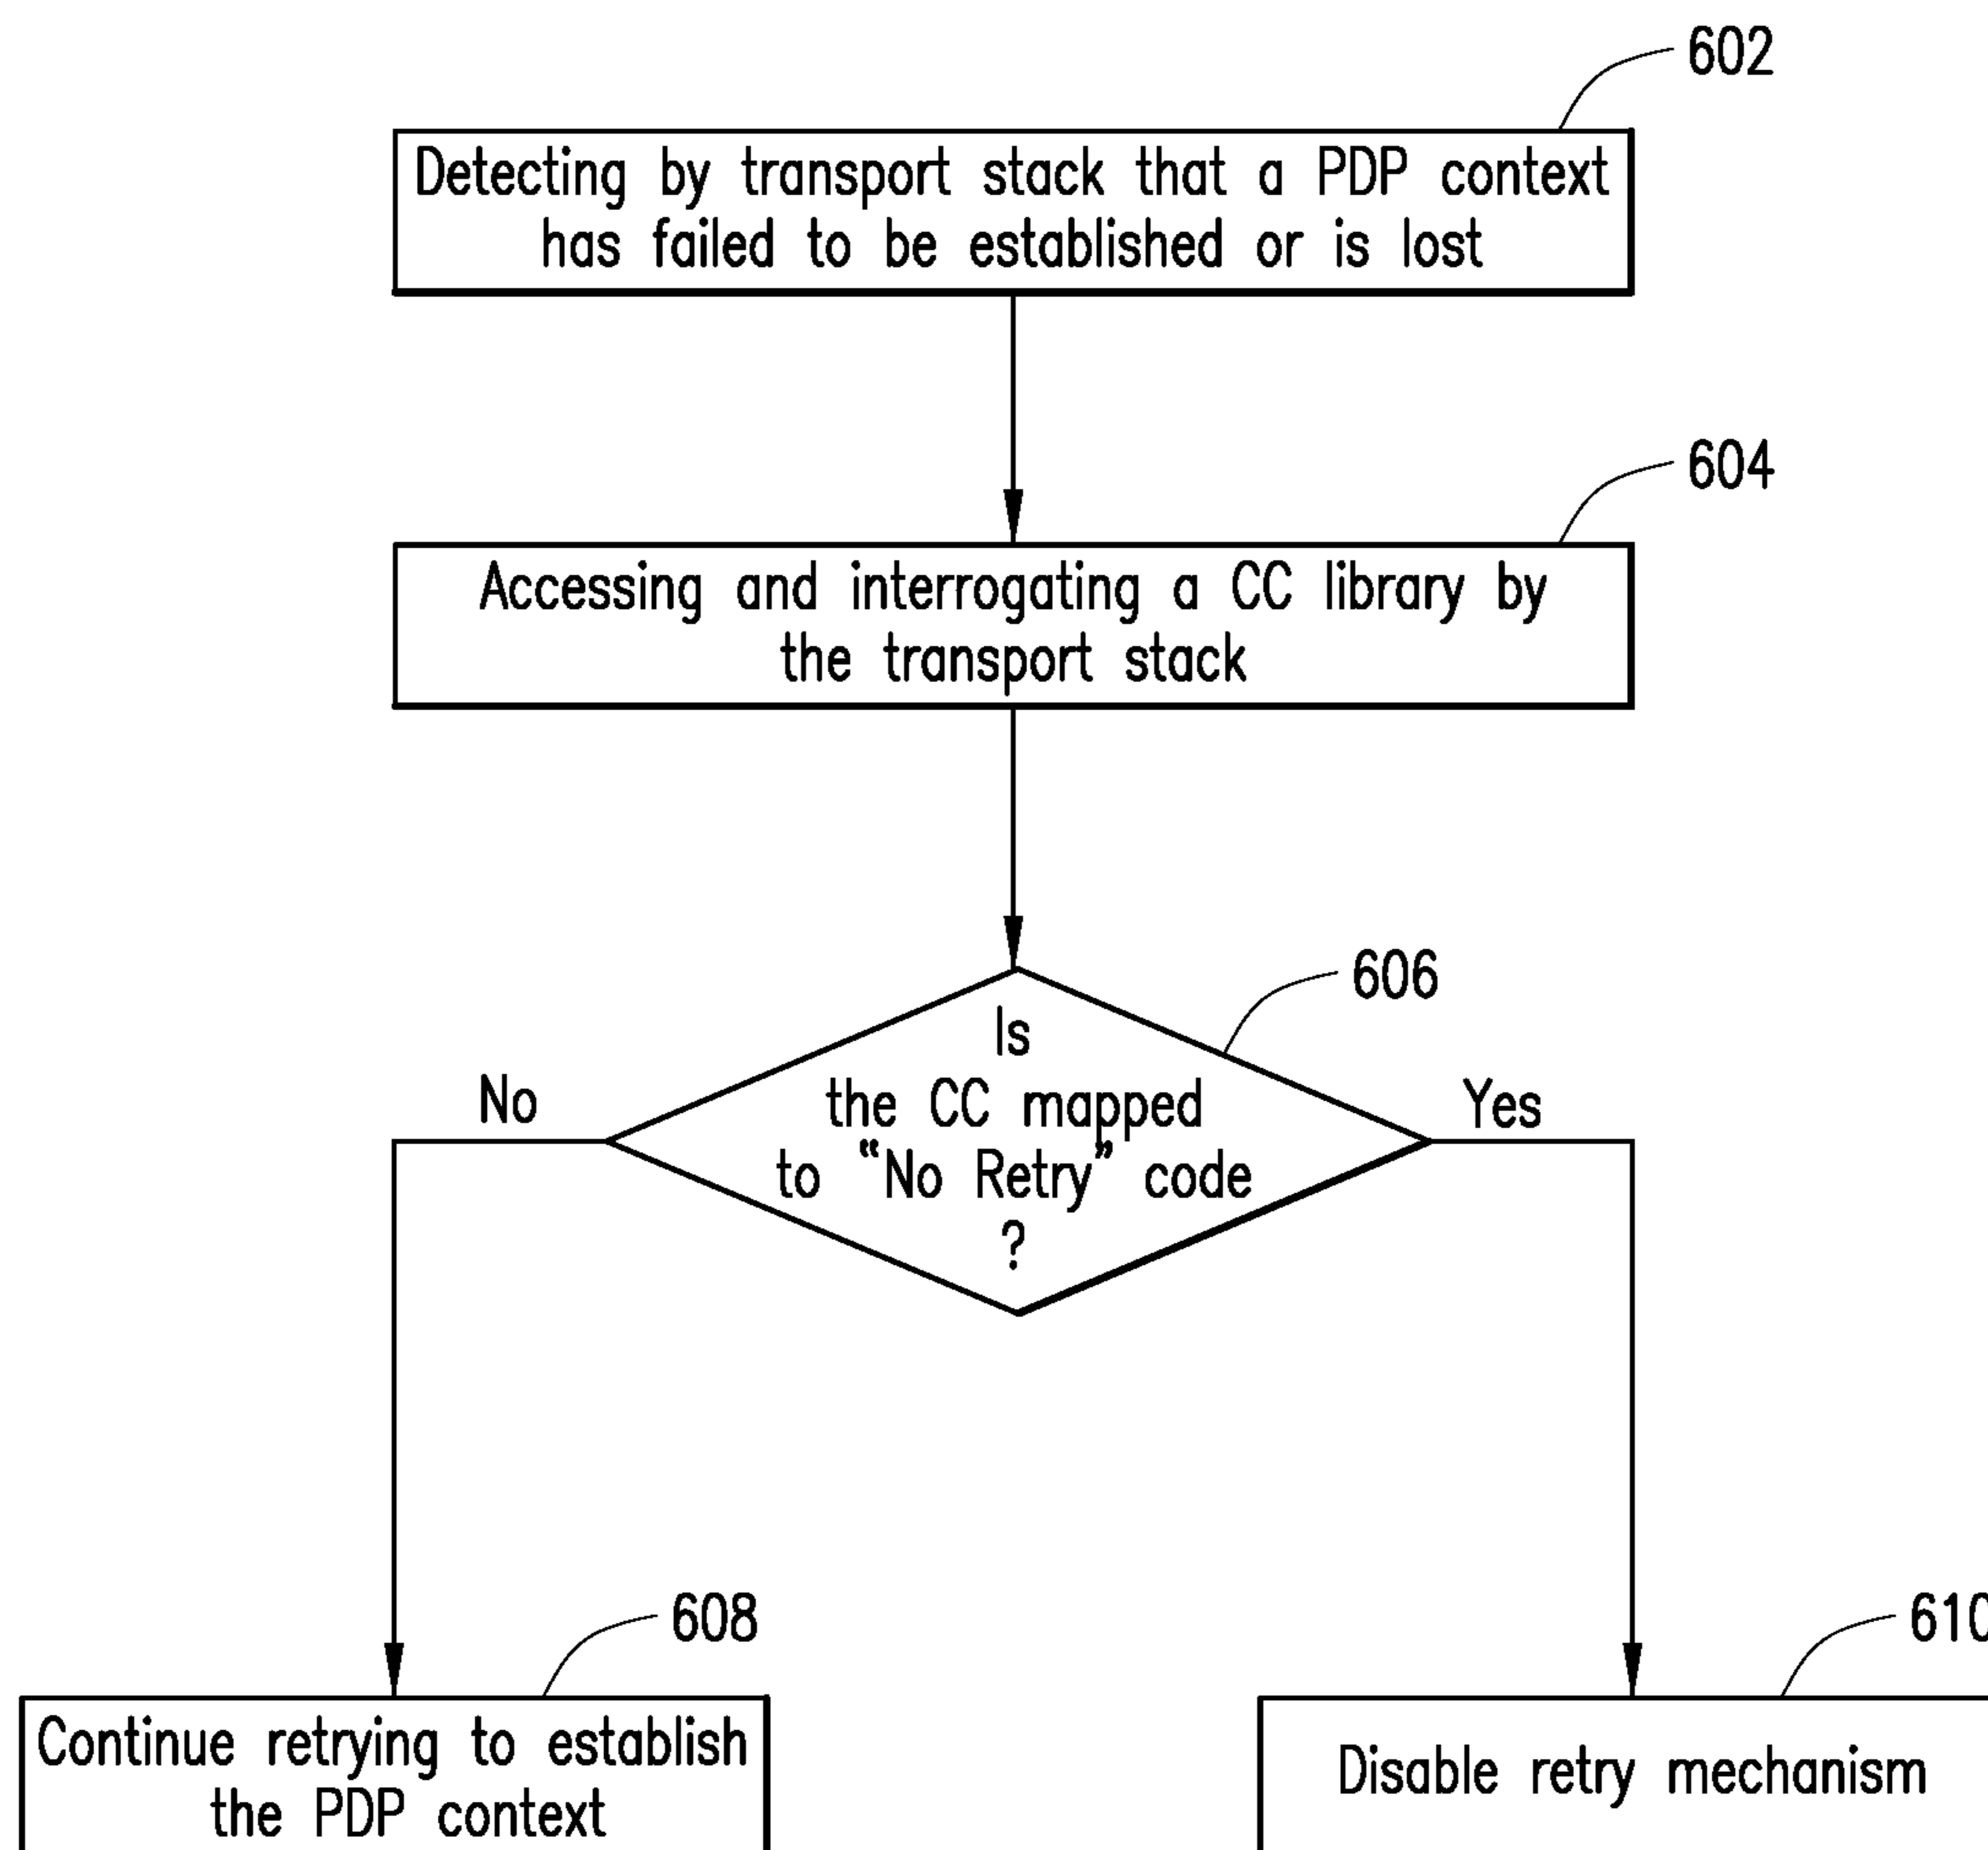 602
Detecting by transport stack that a PDP context
has failed to be established or is lost
604
Accessing and interrogating a CC library by
the transport stack
606
Is
the CC mapped
to “No Retry” code
?
No
Yes
608
610
Continue retrying to establish
the PDP context
Disable retry mechanism